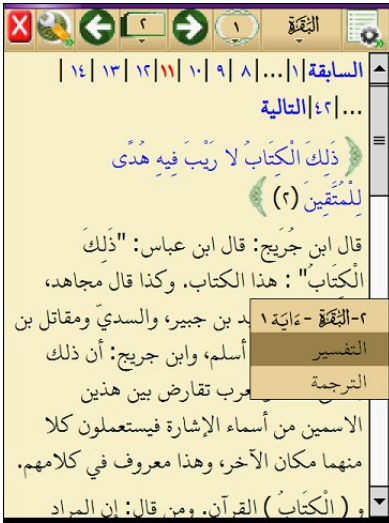 البَقَرَةِ ١ ٢
السابقة|١|...|٨|٩|١٠|١١|١٢|١٣|١٤|
...|٤٢|التالية
ذَلِكَ الْكِتَابُ لا رَيْبَ فِيهِ هُدًى
لِلْمُتَّقِينَ (٢)
قال ابن جُرَيج: قال ابن عباس: "ذَلِكَ
الْكِتَابُ" : هذا الكتاب. وكذا قال مجاهد،
بن جبير، والسديّ ومقاتل بن
أسلم، وابن جريج: أن ذلك
تقارض بين هذين
الاسمين من أسماء الإشارة فيستعملون كلا
منهما مكان الآخر، وهذا معروف في كلامهم.
و ( الْكِتَابُ ) القرآن. ومن قال: إن المراد
٢-البَقَرَةِ -ءَايَة ١
التفسير
الترجمة